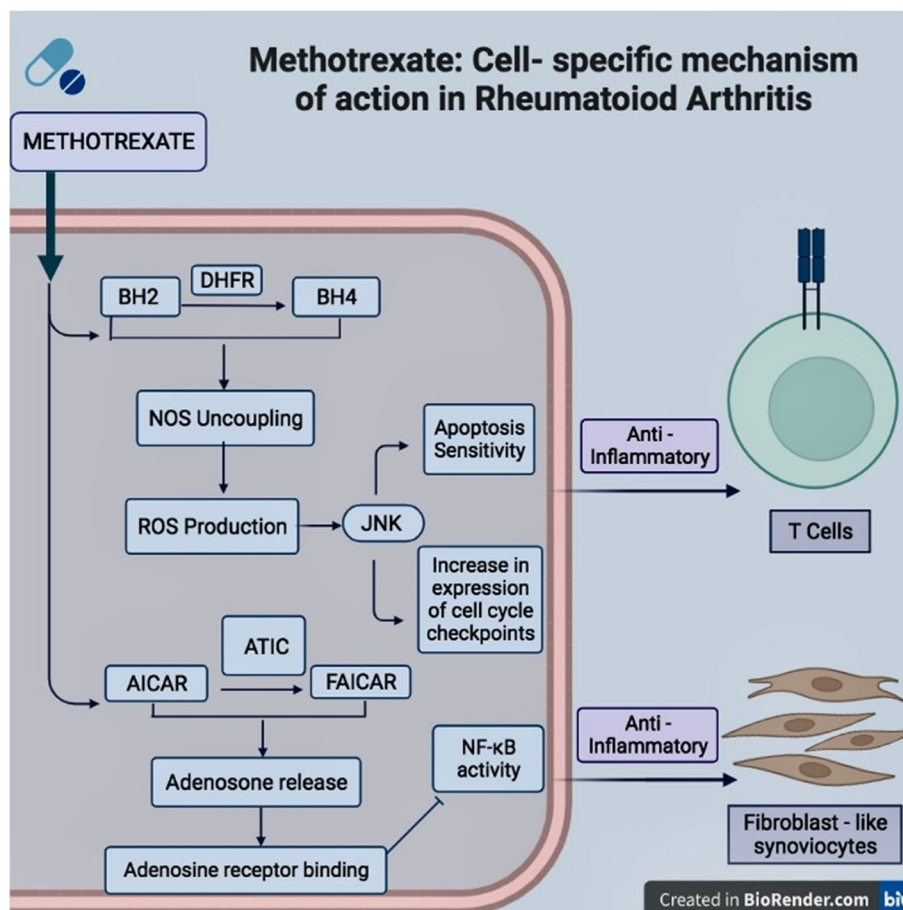 Methotrexate: Cell- specific mechanism
of action in Rheumatoiod Arthritis
METHOTREXATE
BH2
DHFR
BH4
NOS Uncoupling
ROS Production
JNK
Apoptosis
Sensitivity
Increase in
expression
of cell cycle
checkpoints
Anti -
Inflammatory
T Cells
ATIC
AICAR
FAICAR
Adenosone release
Adenosine receptor binding
NF-κB
activity
Anti -
Inflammatory
Fibroblast - like
synoviocytes
Created in BioRender.com